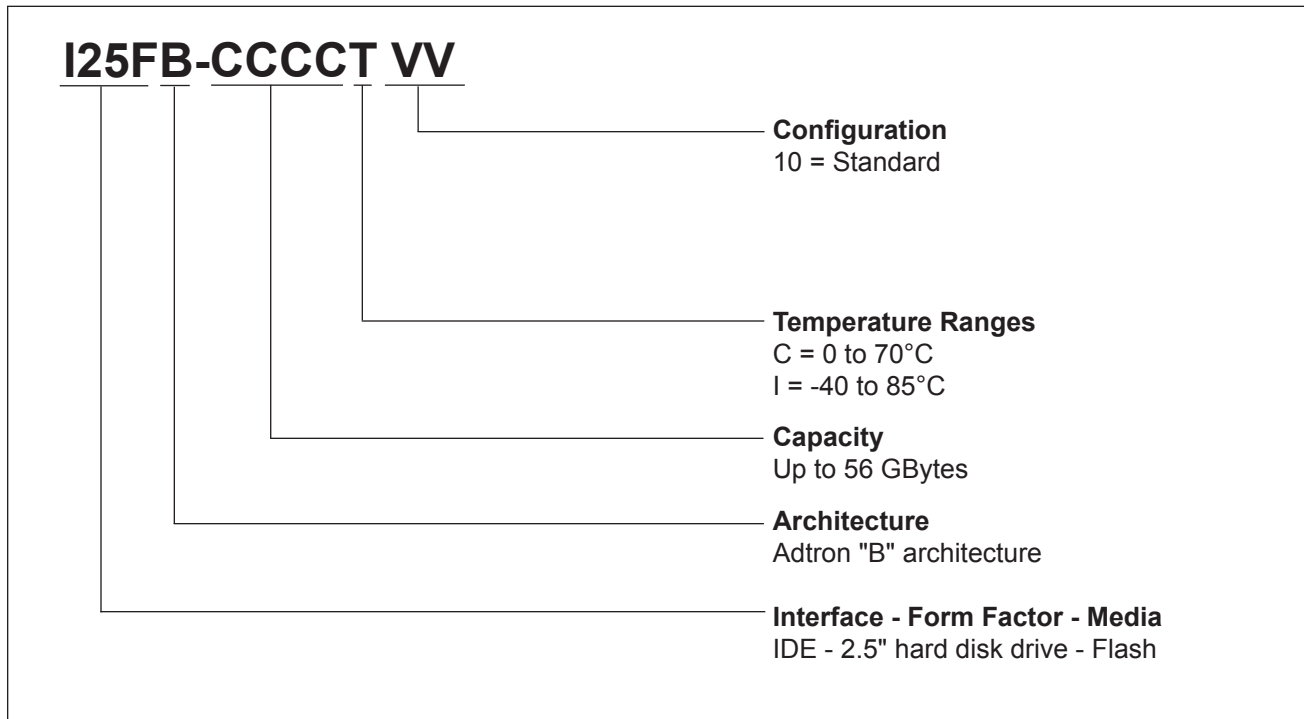 I25FB-CCCCT VV
Configuration
10 = Standard
Temperature Ranges
C = 0 to 70°C
I = -40 to 85°C
Capacity
Up to 56 GBytes
Architecture
Adtron "B" architecture
Interface - Form Factor - Media
IDE - 2.5" hard disk drive - Flash